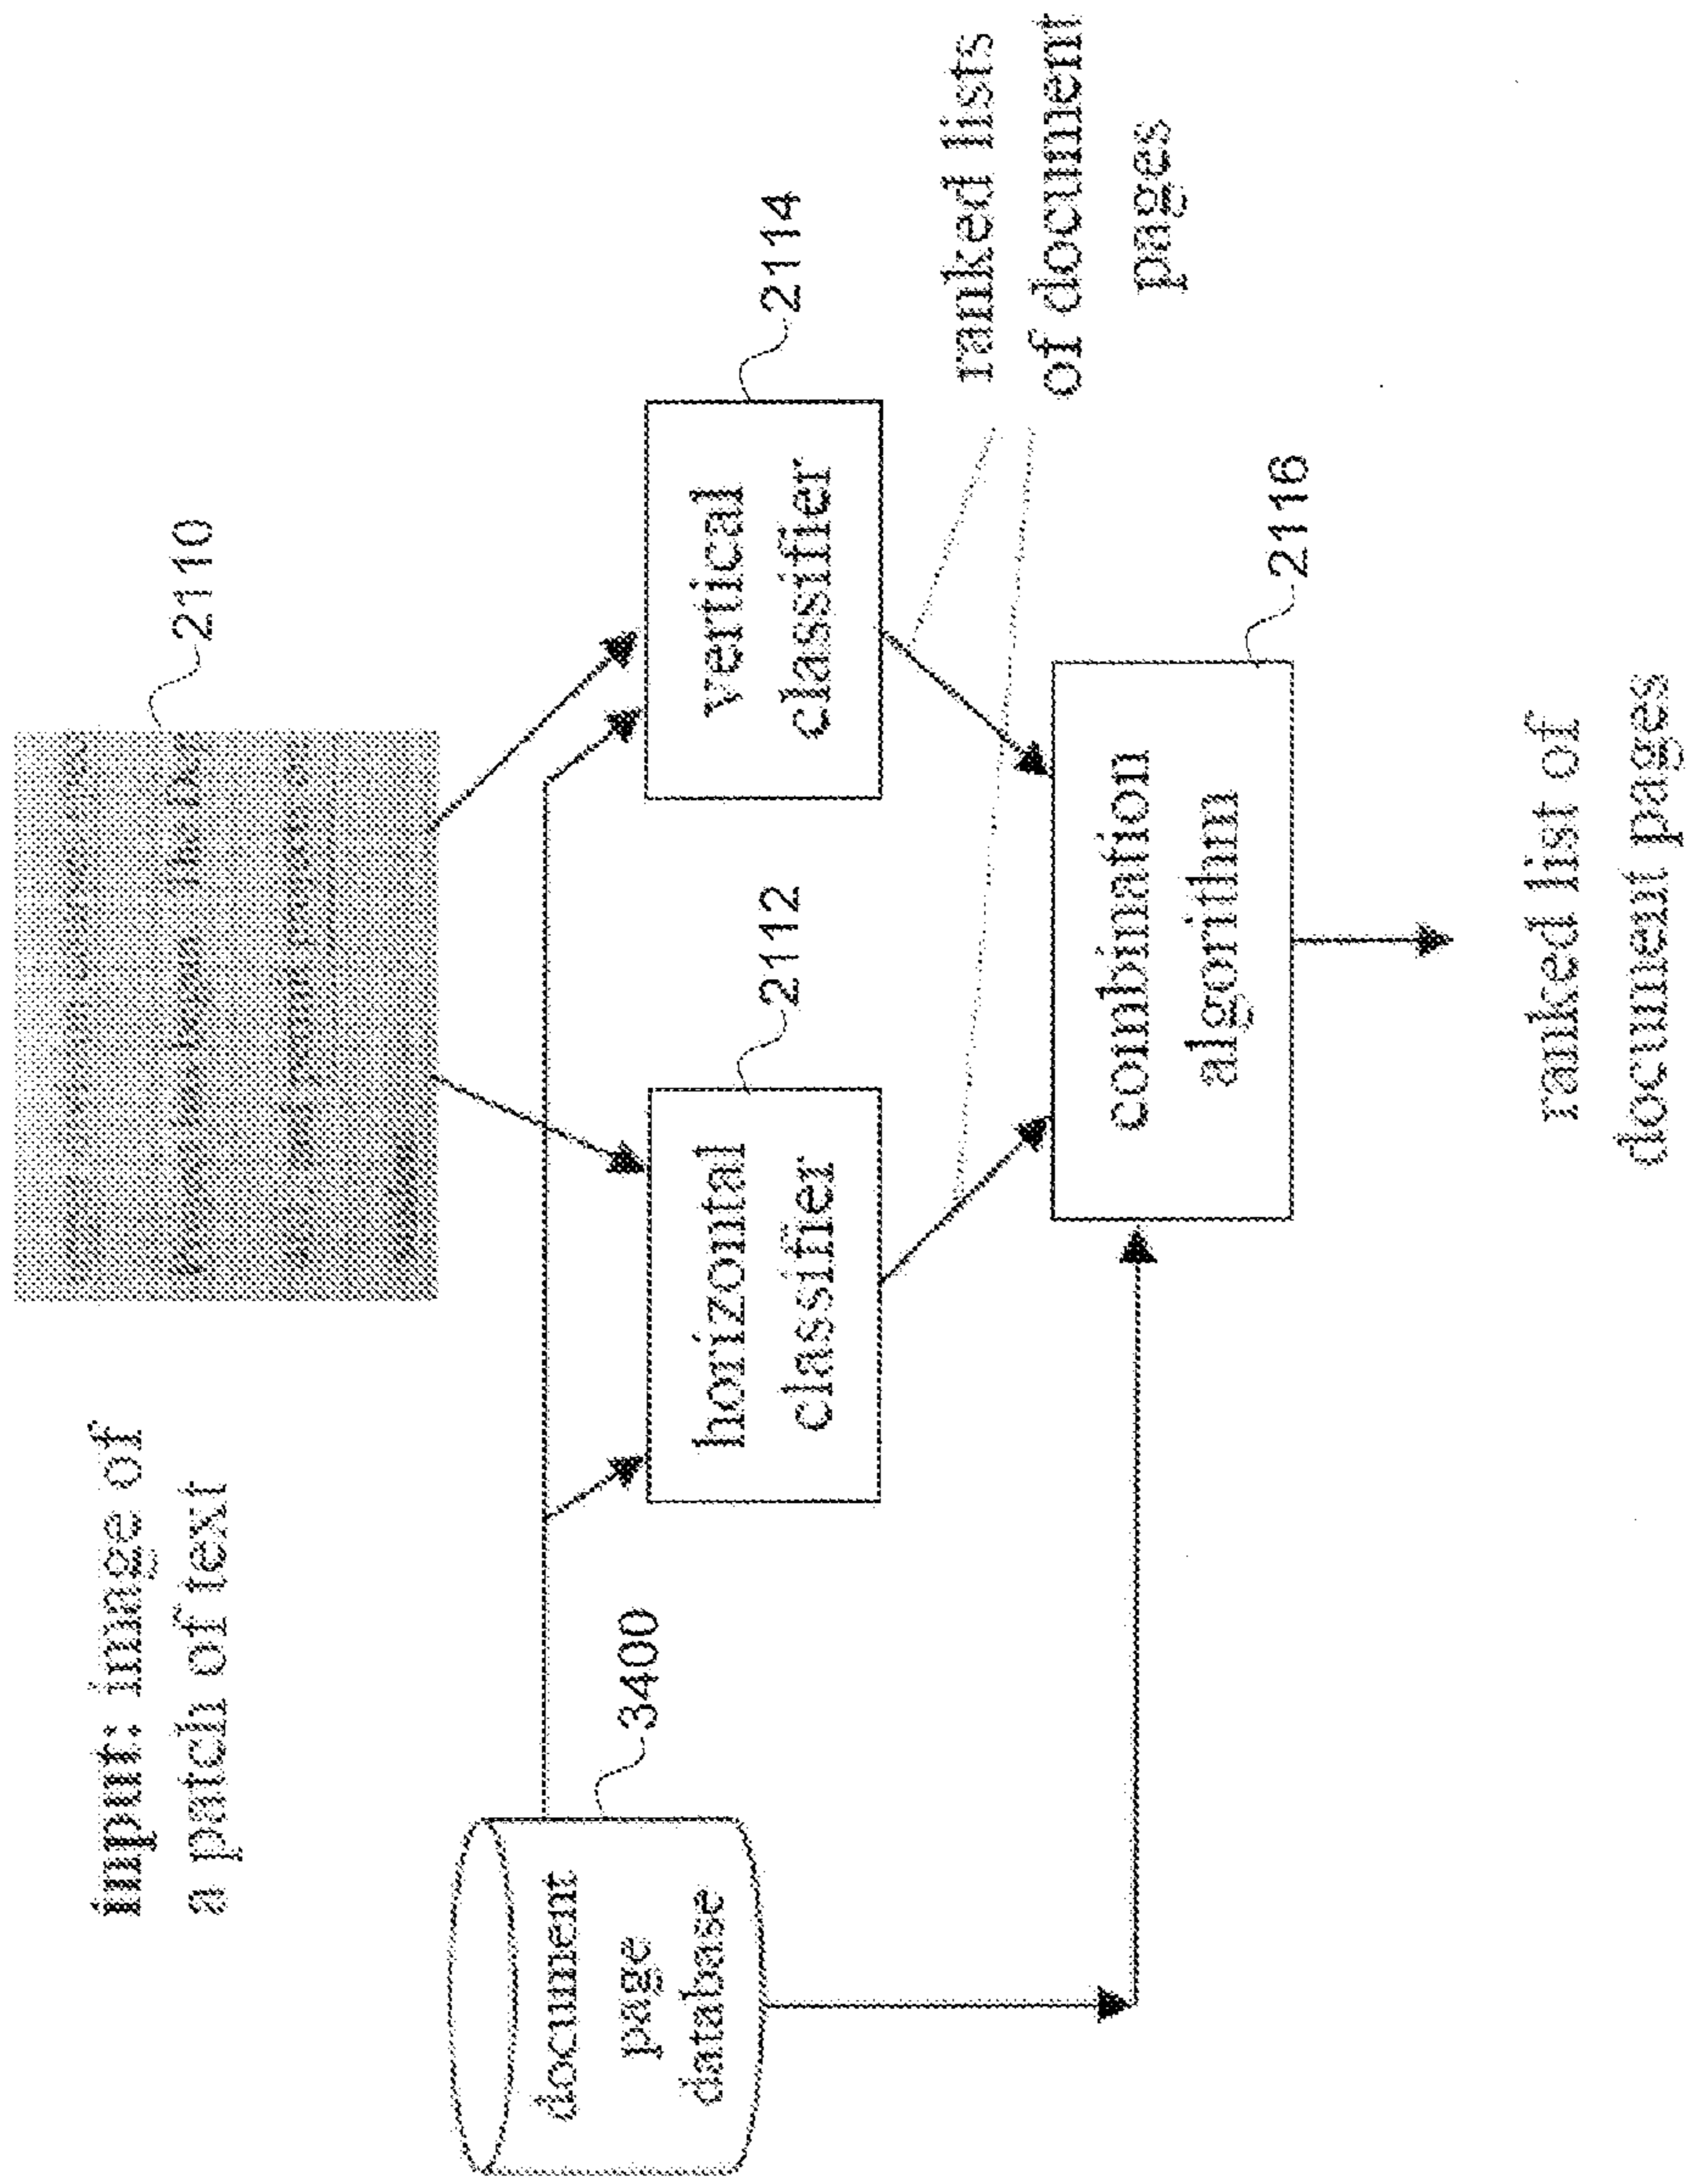 input: image of
a patch of text
2110
document
page
database
3400
horizontal
classifier
2112
vertical
classifier
2114
ranked lists
of document
pages
combination
algorithm
2116
ranked list of
document pages